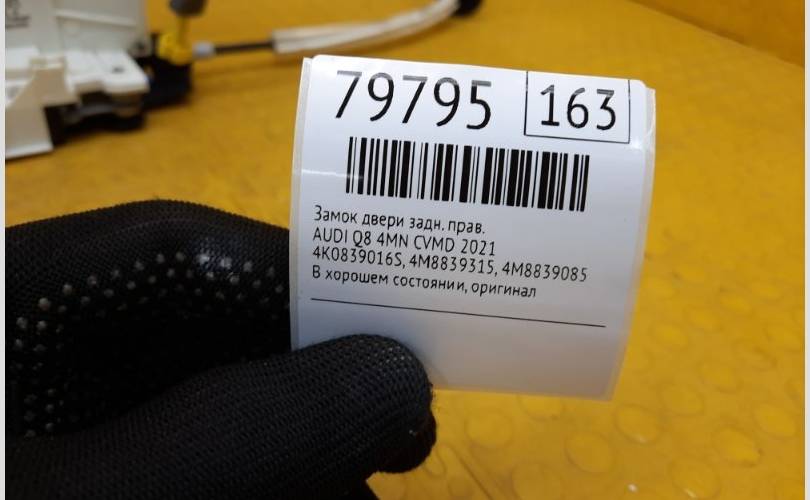 79795 163
Замок двери задн. прав.
AUDI Q8 4MN CVMD 2021
4K0839016S, 4M8839315, 4M8839085
В хорошем состоянии, оригинал